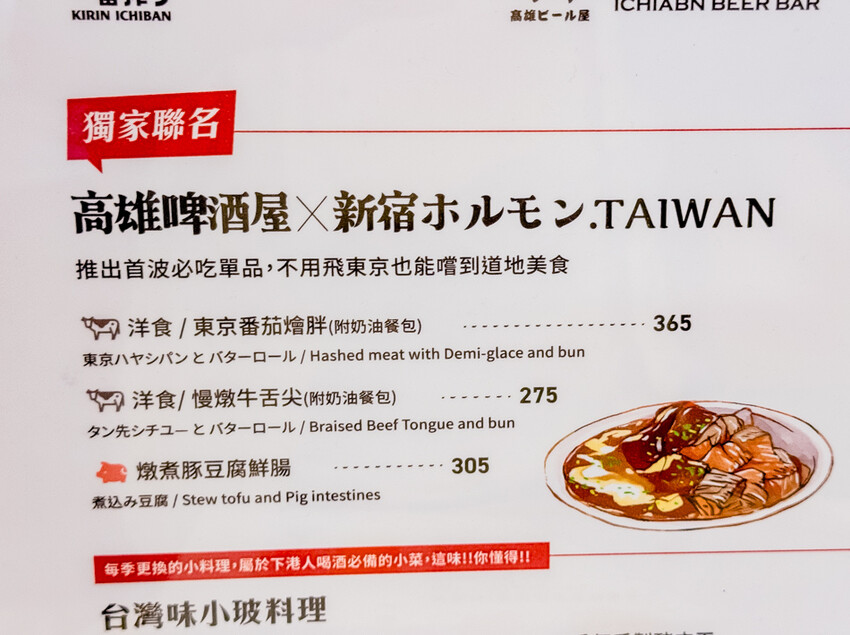 KIRIN ICHIBAN
高雄ビール屋
ICHIABN BEER BAR
獨家聯名
高雄啤酒屋×新宿ホルモン.TAIWAN
推出首波必吃單品,不用飛東京也能嚐到道地美食
洋食 / 東京番茄燴胖(附奶油餐包) 365
東京ハヤシパン と バターロール / Hashed meat with Demi-glace and bun
洋食 / 慢燉牛舌尖(附奶油餐包) 275
タン先シチユー と バターロール / Braised Beef Tongue and bun
燉煮豚豆腐鮮腸 305
煮込み豆腐 / Stew tofu and Pig intestines
每季更換的小料理,屬於下港人喝酒必備的小菜,這味!!你懂得!!
台灣味小玻料理